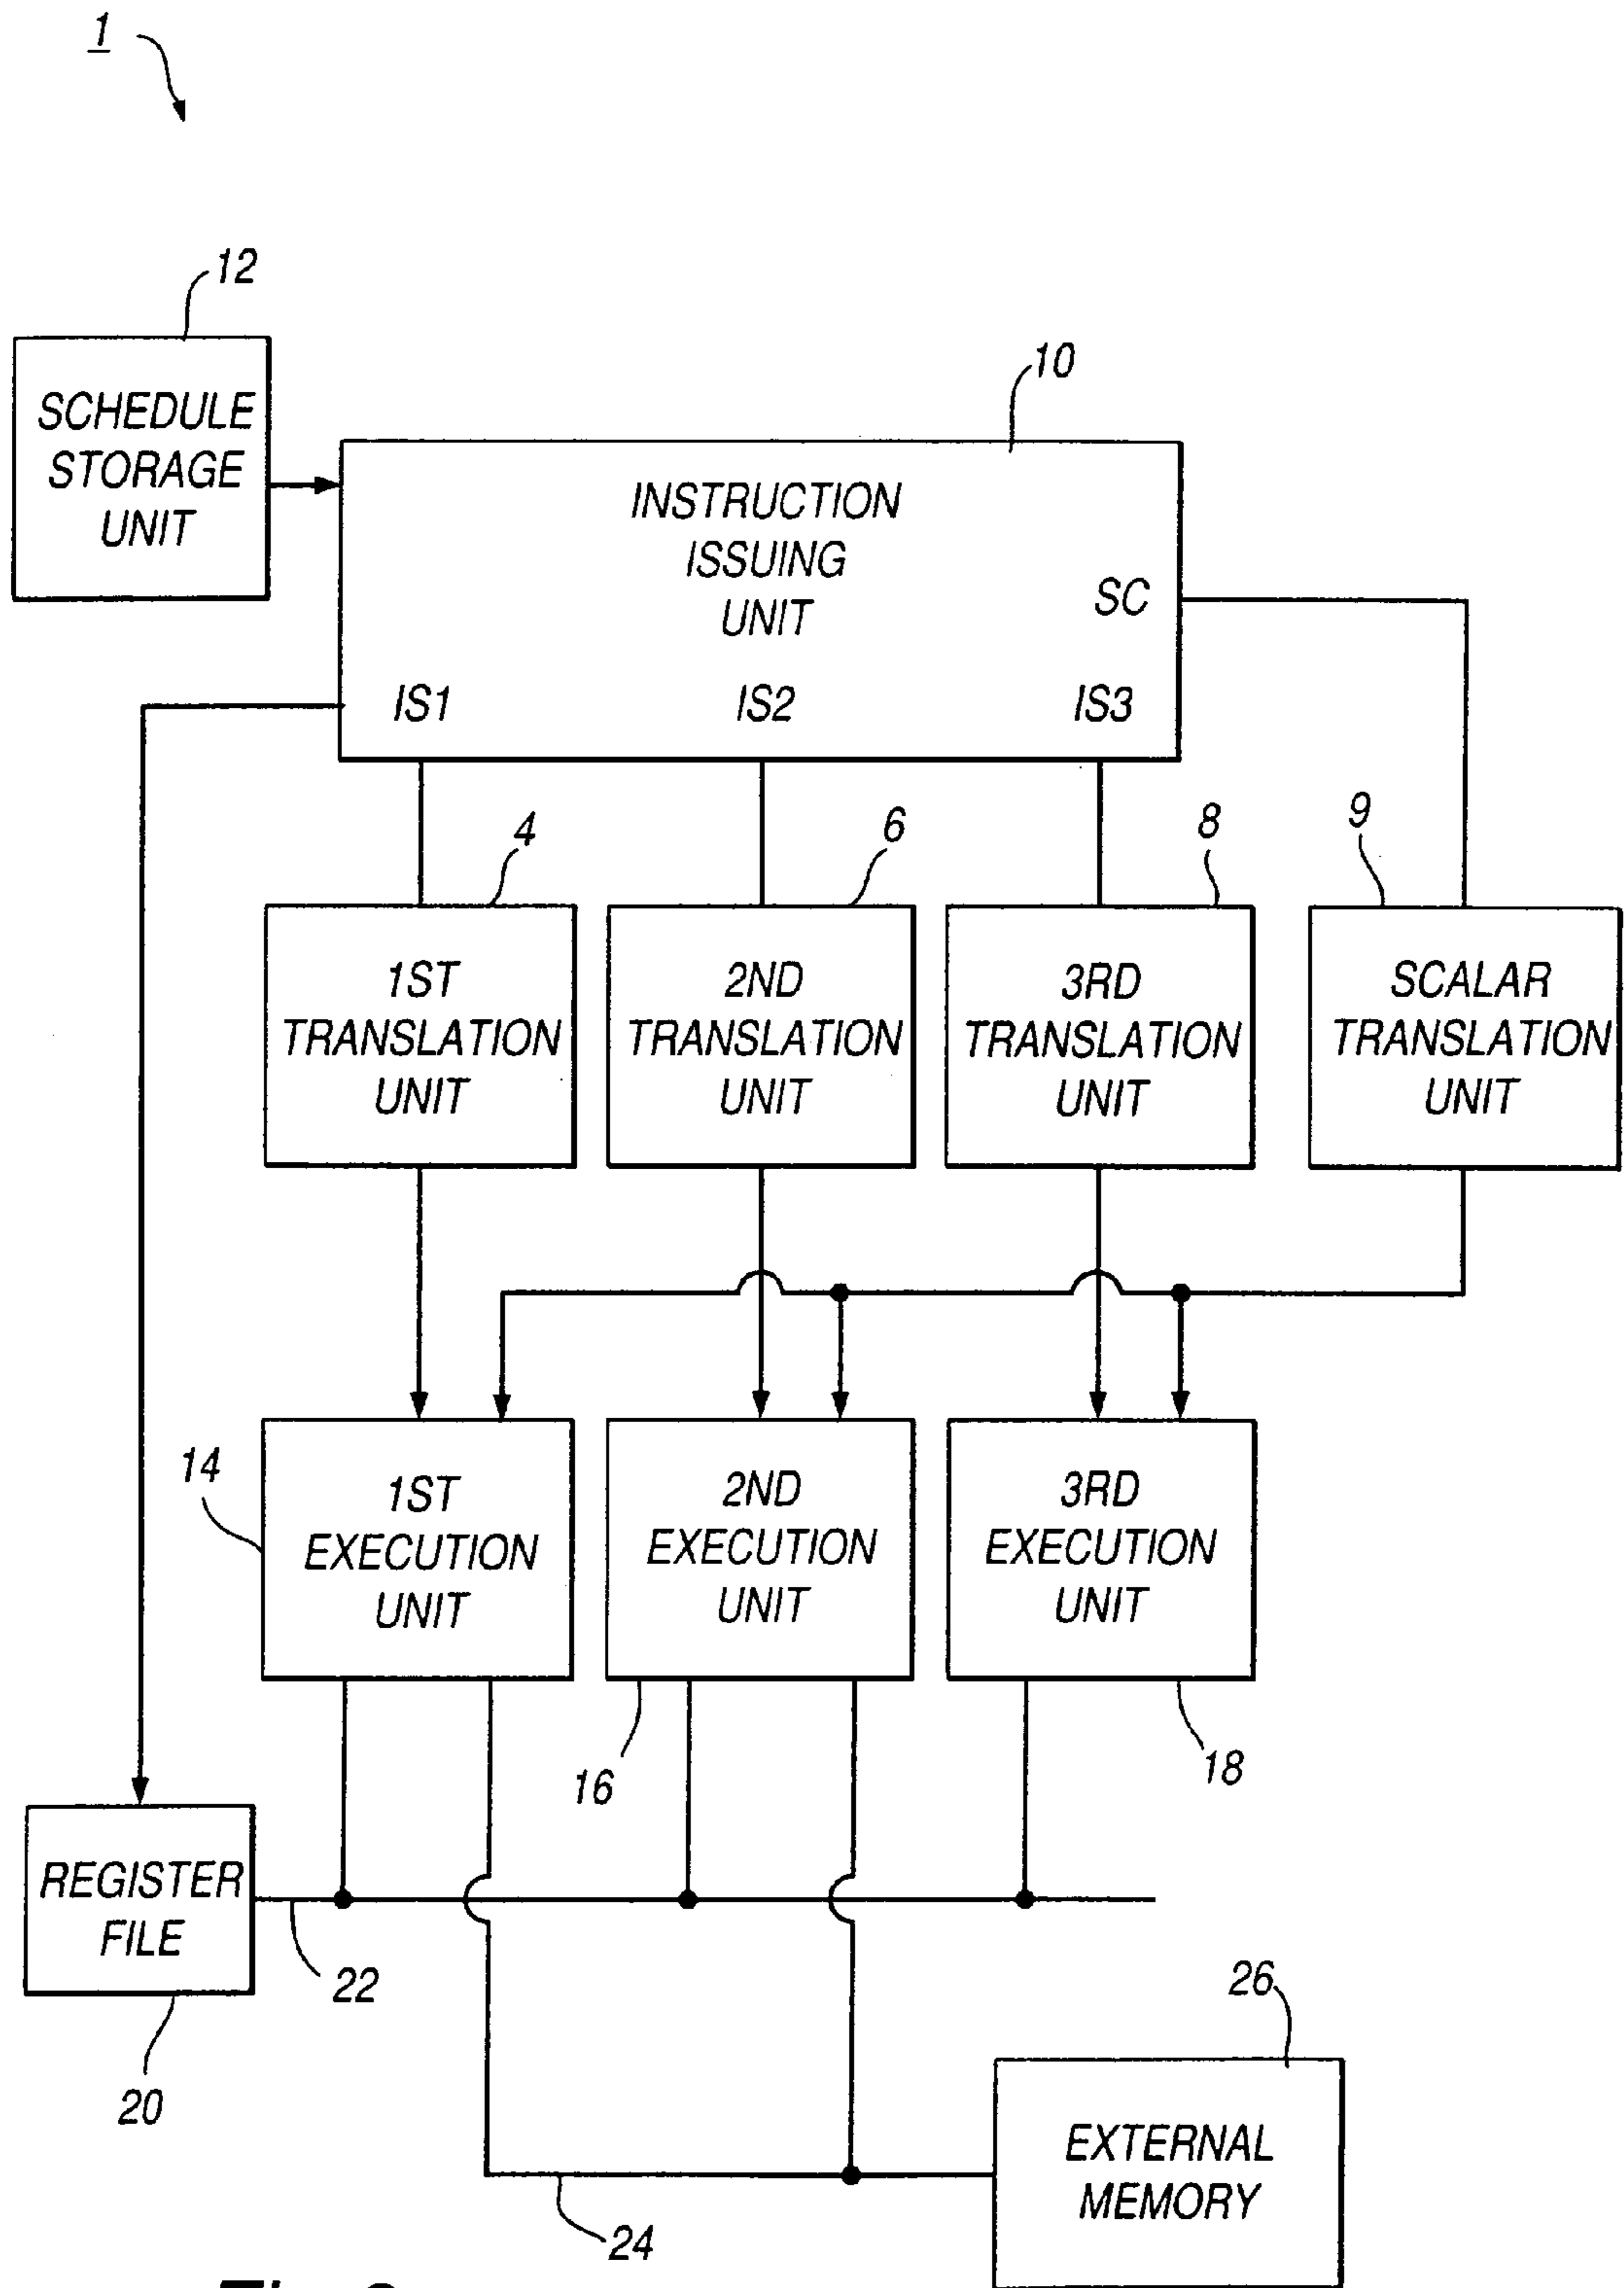 1
12
SCHEDULE
STORAGE
UNIT
10
INSTRUCTION
ISSUING
UNIT
SC
IS1 IS2 IS3
4
6
8
9
1ST
TRANSLATION
UNIT
2ND
TRANSLATION
UNIT
3RD
TRANSLATION
UNIT
SCALAR
TRANSLATION
UNIT
14
1ST
EXECUTION
UNIT
2ND
EXECUTION
UNIT
3RD
EXECUTION
UNIT
16
18
REGISTER
FILE
22
20
26
EXTERNAL
MEMORY
24